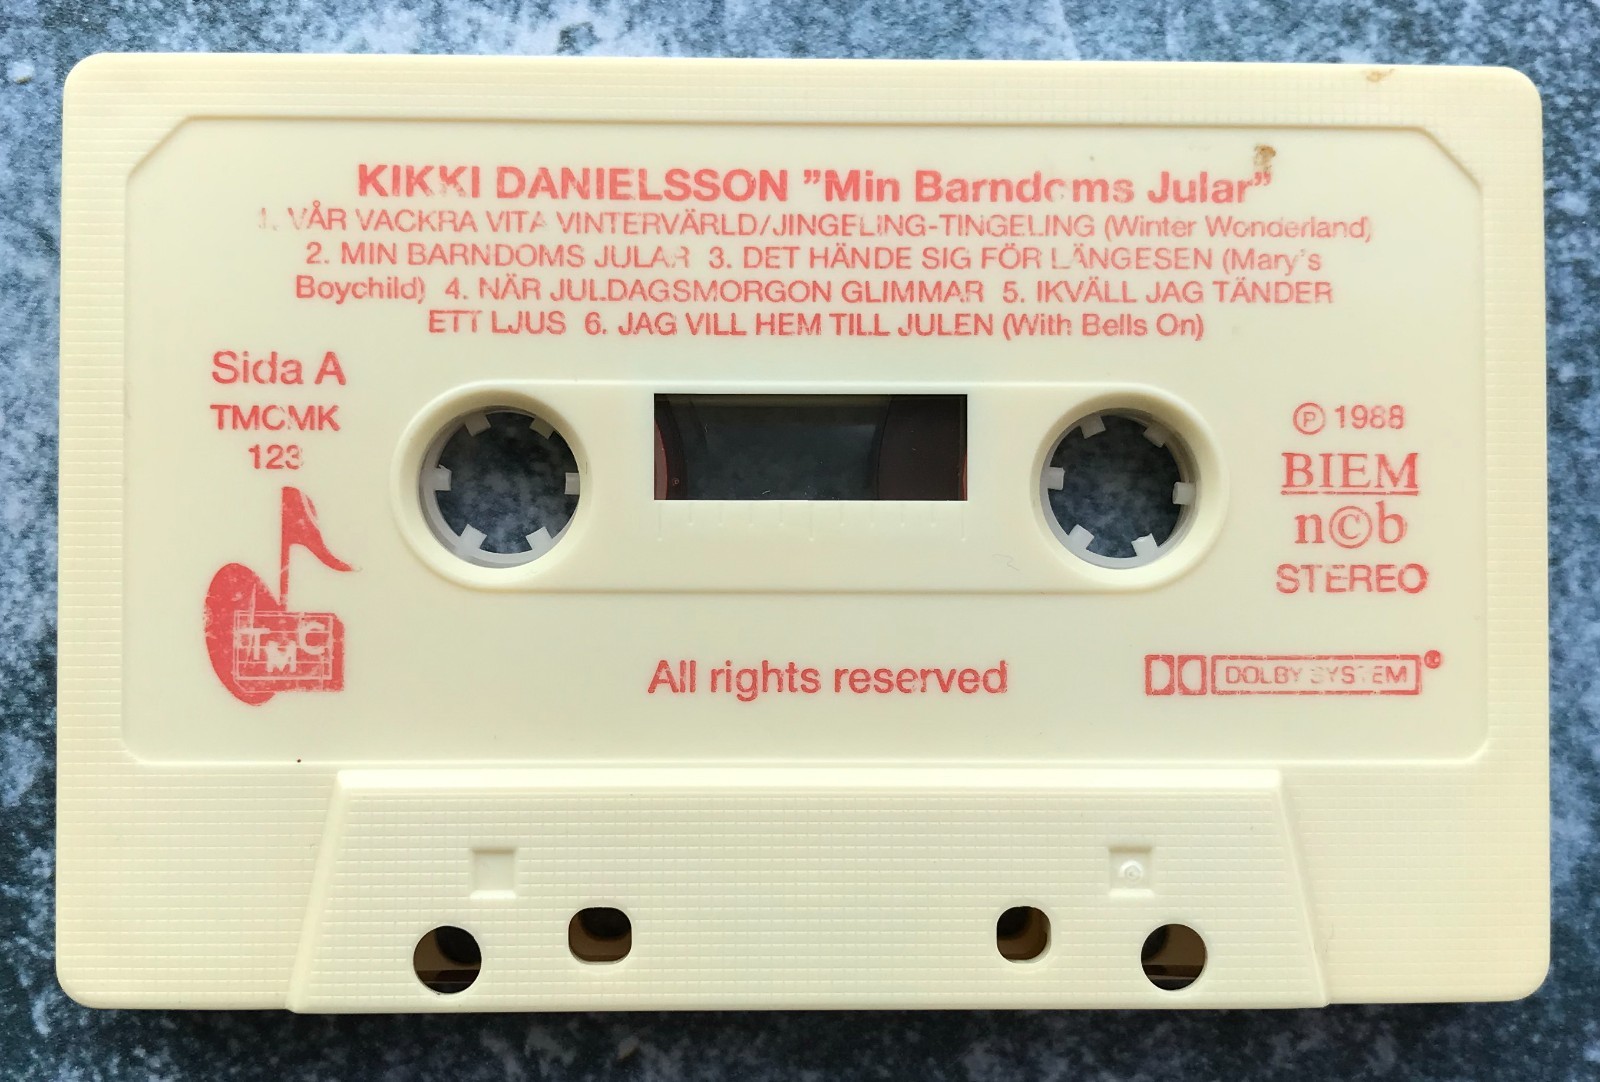 KIKKI DANIELSSON ”Min Barndoms Jular”
1. VÅR VACKRA VITA VINTERVÄRLD/JINGELING-TINGELING (Winter Wonderland)
2. MIN BARNDOMS JULAR 3. DET HÄNDE SIG FÖR LÄNGESEN (Mary's
Boychild) 4. NÄR JULDAGSMORGON GLIMMAR 5. IKVÄLL JAG TÄNDER
ETT LJUS 6. JAG VILL HEM TILL JULEN (With Bells On)
Sida A
TMCMK
123
TMC
℗ 1988
BIEM
n©b
STEREO
All rights reserved
DOLBY SYSTEM